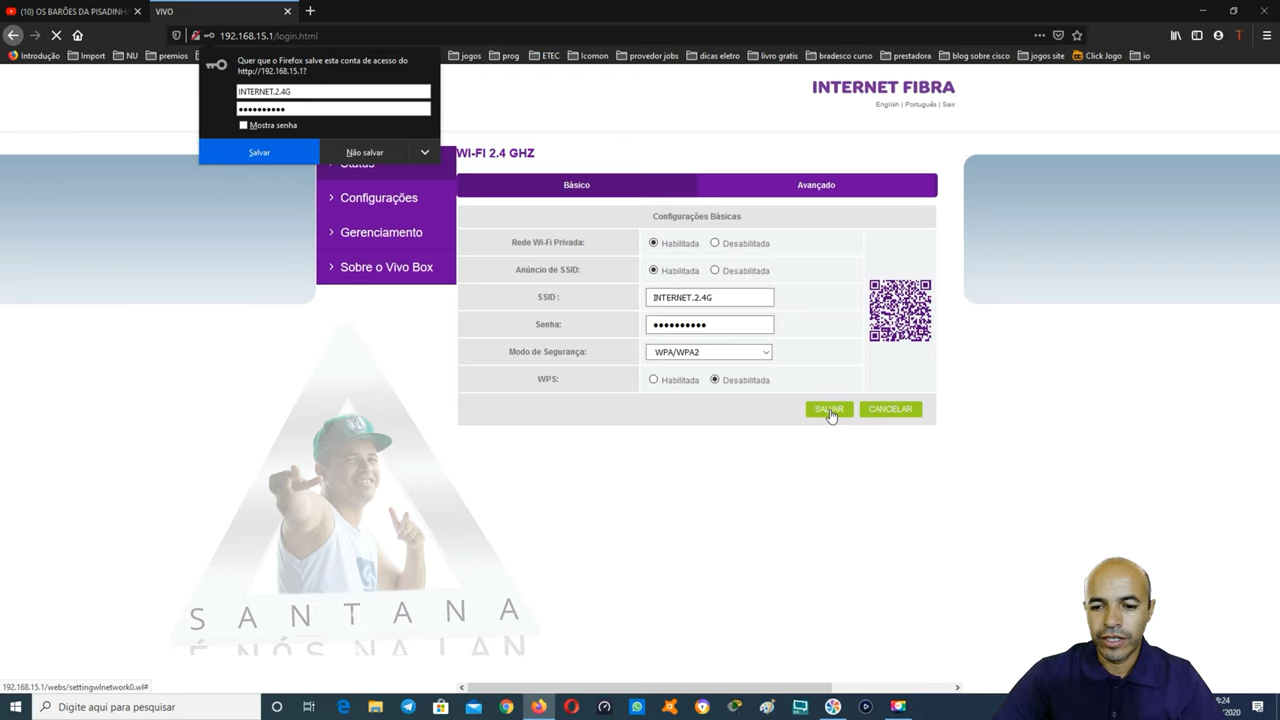 (10) OS BARÕES DA PISADINHA
VIVO
192.168.15.1/login.html
Introdução
Import
NU
premios
jogos
prog
ETEC
Icomon
provedor jobs
dicas eletro
livro gratis
bradesco curso
prestadora
blog sobre cisco
jogos site
Click Jogo
io
Quer que o Firefox salve esta conta de acesso do
http://192.168.15.1?
INTERNET.2.4G
●●●●●●●●●●
Mostra senha
Salvar
Não salvar
INTERNET FIBRA
English | Português | Sair
Status
Configurações
Gerenciamento
Sobre o Vivo Box
WI-FI 2.4 GHZ
Básico
Avançado
Configurações Básicas
Rede Wi-Fi Privada:
Habilitada
Desabilitada
Anúncio de SSID:
Habilitada
Desabilitada
SSID :
INTERNET.2.4G
Senha:
●●●●●●●●●●
Modo de Segurança:
WPA/WPA2
WPS:
Habilitada
Desabilitada
SALVAR
CANCELAR
SANTANA
É NÓS NA LAN
192.168.15.1/webs/settingwlnetwork0.wl#
Digite aqui para pesquisar